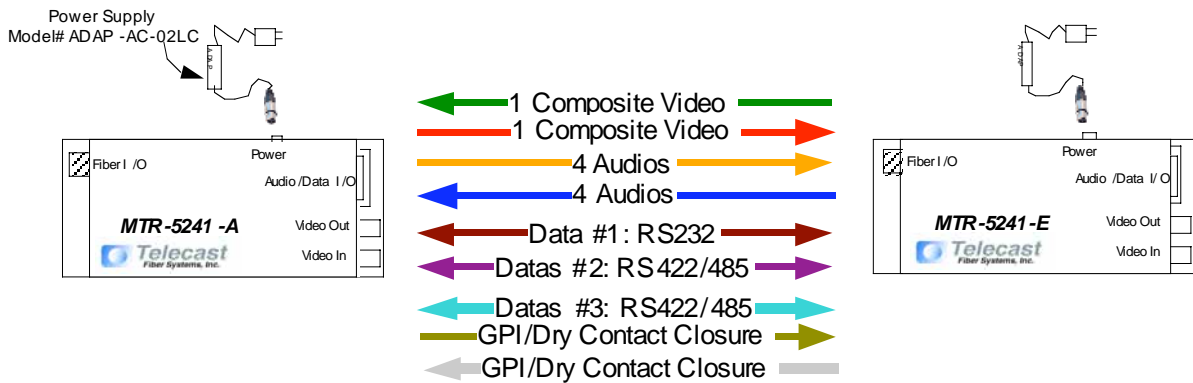 Power Supply
Model# ADAP -AC-02LC
ADAP
ADAP
1 Composite Video
1 Composite Video
4 Audios
4 Audios
Data #1: RS232
Datas #2: RS422/485
Datas #3: RS422/485
GPI/Dry Contact Closure
GPI/Dry Contact Closure
Fiber I /O
Power
Audio /Data I /O
MTR-5241 -A
Video Out
Telecast
Fiber Systems, Inc.
Video In
Fiber I /O
Power
Audio /Data I/ O
MTR-5241 -E
Video Out
Telecast
Fiber Systems, Inc.
Video In